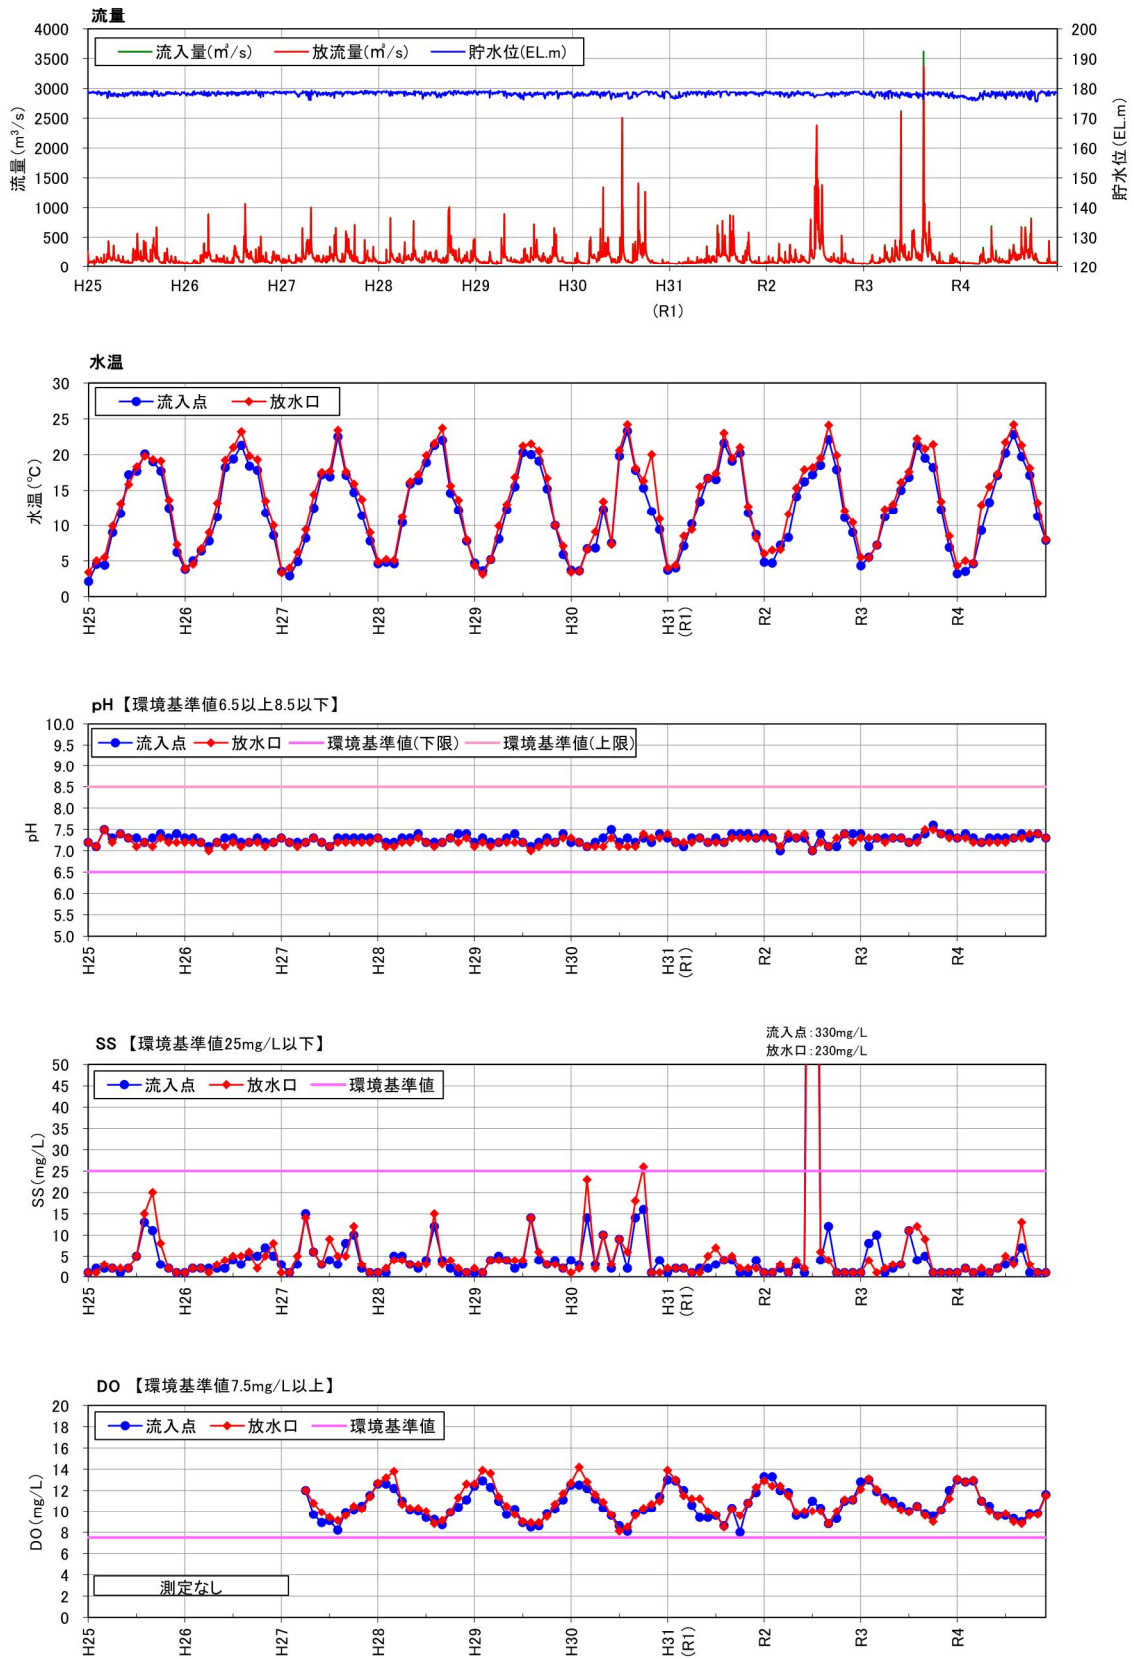 流量
流入量(㎥/s) 放流量(㎥/s) 貯水位(EL.m)
流量(m³/s)
4000
3500
3000
2500
2000
1500
1000
500
0
200
190
180
170
160
150
140
130
120
貯水位(EL.m)
H25 H26 H27 H28 H29 H30 H31 R2 R3 R4
(R1)
水温
流入点 放水口
水温(℃)
30
25
20
15
10
5
0
H25 H26 H27 H28 H29 H30 H31 (R1) R2 R3 R4
pH【環境基準値6.5以上8.5以下】
流入点 放水口 環境基準値(下限) 環境基準値(上限)
pH
10.0
9.5
9.0
8.5
8.0
7.5
7.0
6.5
6.0
5.5
5.0
H25 H26 H27 H28 H29 H30 H31 (R1) R2 R3 R4
SS 【環境基準値25mg/L以下】
流入点:330mg/L
放水口:230mg/L
流入点 放水口 環境基準値
SS(mg/L)
50
45
40
35
30
25
20
15
10
5
0
H25 H26 H27 H28 H29 H30 H31 (R1) R2 R3 R4
DO 【環境基準値7.5mg/L以上】
流入点 放水口 環境基準値
DO(mg/L)
20
18
16
14
12
10
8
6
4
2
0
測定なし
H25 H26 H27 H28 H29 H30 H31 (R1) R2 R3 R4